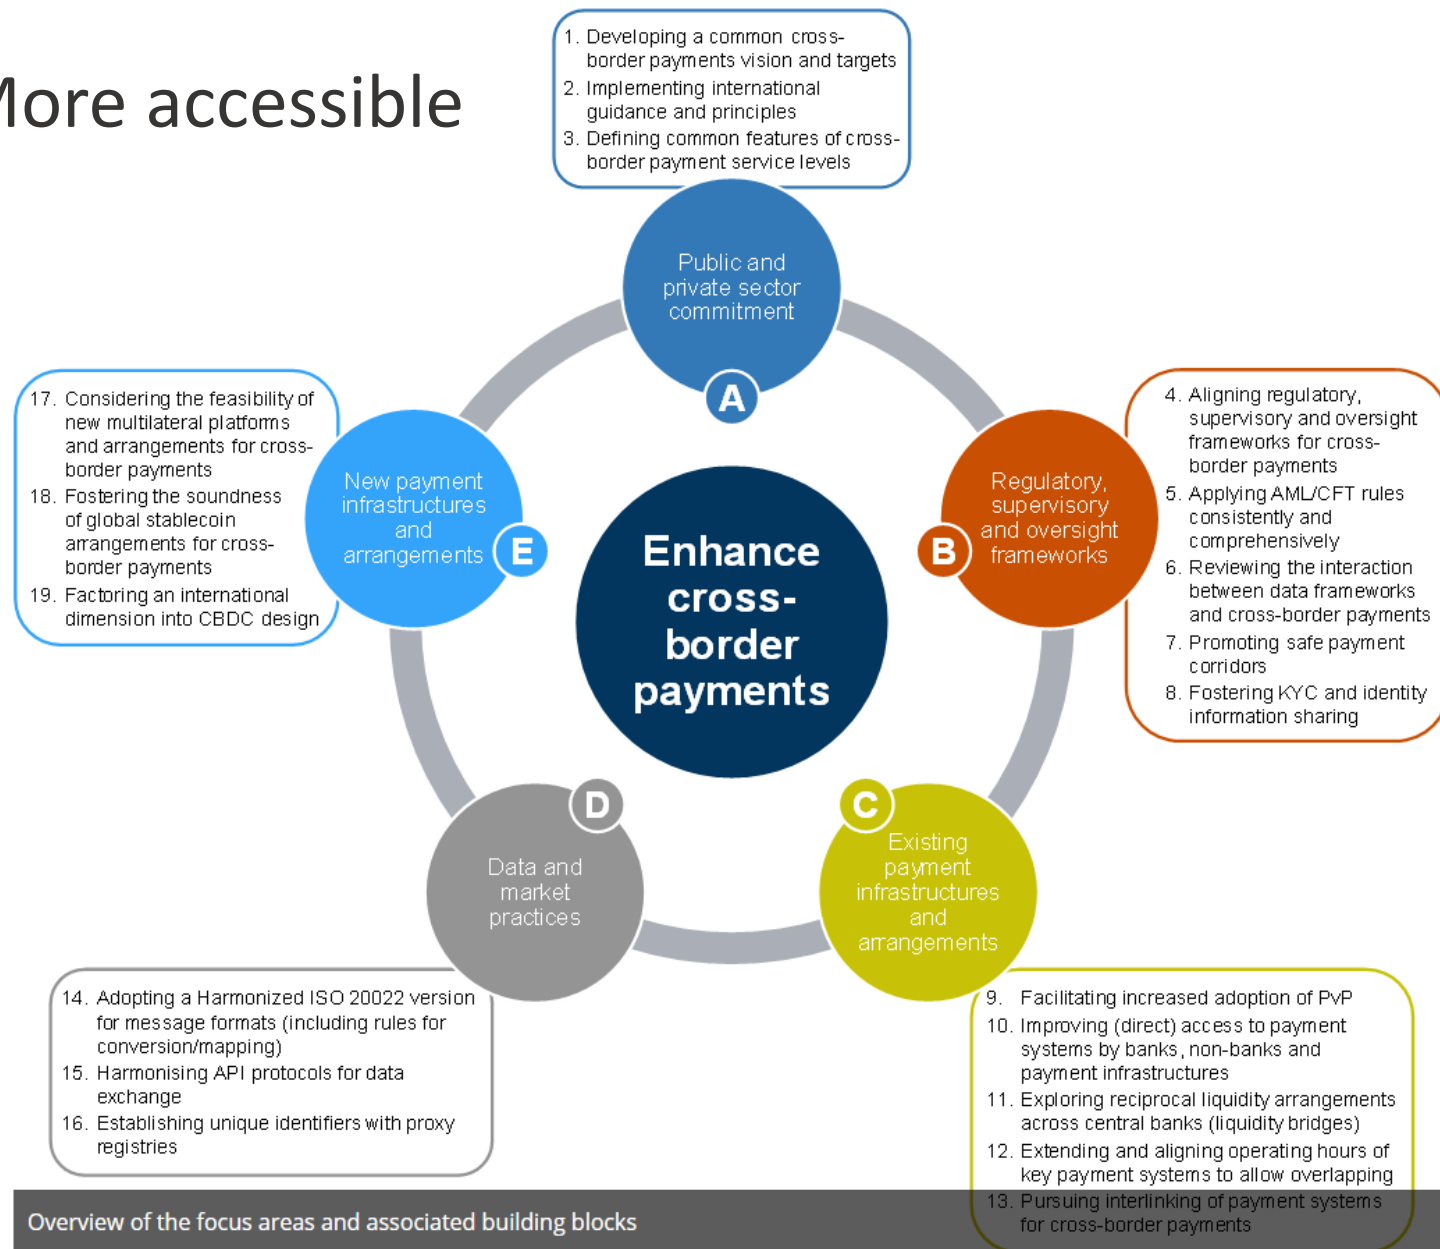 More accessible
1. Developing a common cross-
border payments vision and targets
2. Implementing international
guidance and principles
3. Defining common features of cross-
border payment service levels
Public and
private sector
commitment
A
17. Considering the feasibility of
new multilateral platforms
and arrangements for cross-
border payments
18. Fostering the soundness
of global stablecoin
arrangements for cross-
border payments
19. Factoring an international
dimension into CBDC design
New payment
infrastructures
and
arrangements
E
Enhance
cross-
border
payments
Regulatory,
supervisory
and oversight
frameworks
B
4. Aligning regulatory,
supervisory and oversight
frameworks for cross-
border payments
5. Applying AML/CFT rules
consistently and
comprehensively
6. Reviewing the interaction
between data frameworks
and cross-border payments
7. Promoting safe payment
corridors
8. Fostering KYC and identity
information sharing
D
Data and
market
practices
C
Existing
payment
infrastructures
and
arrangements
14. Adopting a Harmonized ISO 20022 version
for message formats (including rules for
conversion/mapping)
15. Harmonising API protocols for data
exchange
16. Establishing unique identifiers with proxy
registries
9. Facilitating increased adoption of PvP
10. Improving (direct) access to payment
systems by banks, non-banks and
payment infrastructures
11. Exploring reciprocal liquidity arrangements
across central banks (liquidity bridges)
12. Extending and aligning operating hours of
key payment systems to allow overlapping
13. Pursuing interlinking of payment systems
for cross-border payments
Overview of the focus areas and associated building blocks